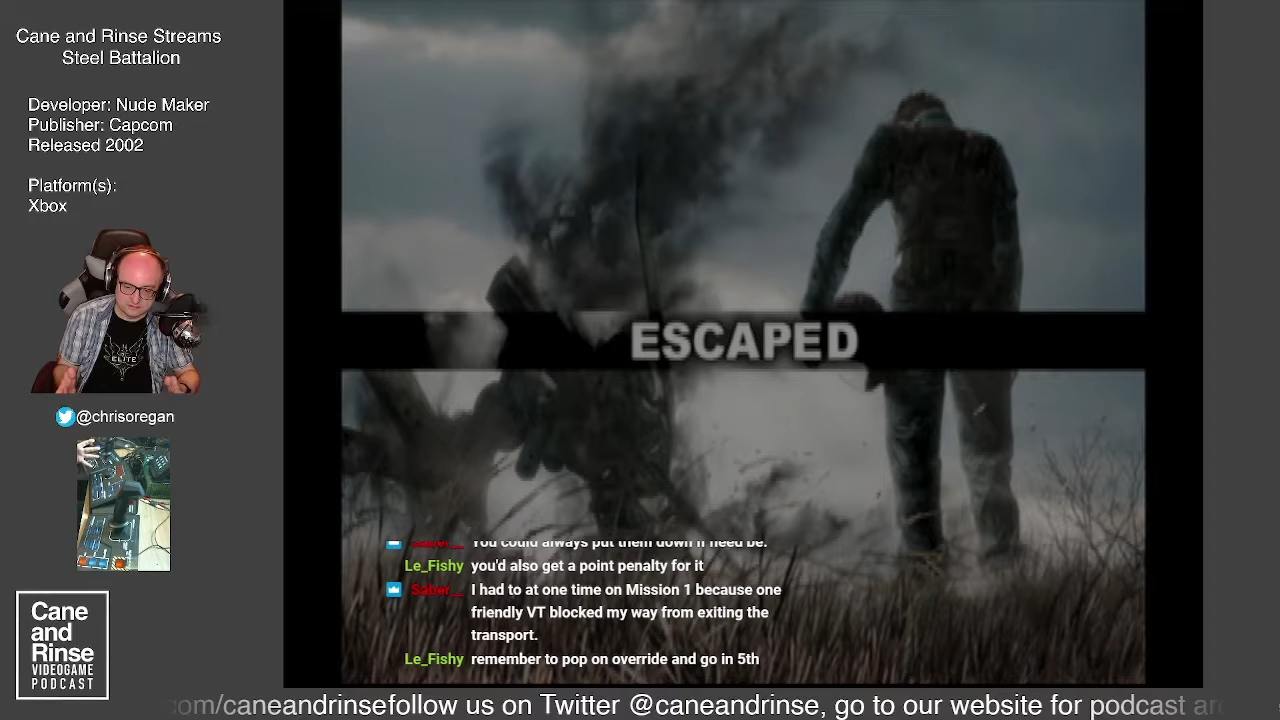 Cane and Rinse Streams
Steel Battalion
Developer: Nude Maker
Publisher: Capcom
Released 2002
Platform(s):
Xbox
ELITE
@chrisoregan
Cane
and
Rinse
VIDEOGAME
PODCAST
ESCAPED
Saber__ You could always put them down if need be.
Le_Fishy you'd also get a point penalty for it
Saber__ I had to at one time on Mission 1 because one
friendly VT blocked my way from exiting the
transport.
Le_Fishy remember to pop on override and go in 5th
com/caneandrinsefollow us on Twitter @caneandrinse, go to our website for podcast